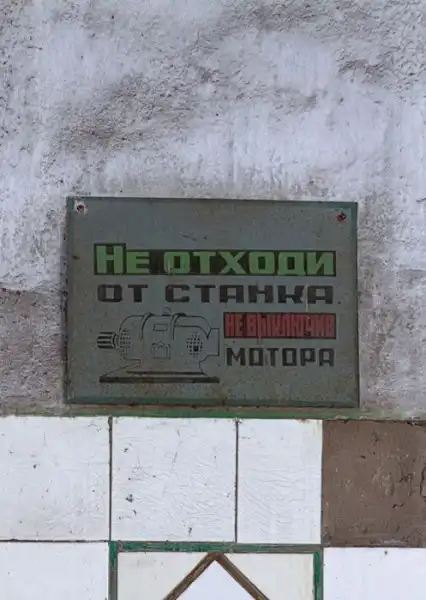 Не отходи
от станка
не выключив
мотора